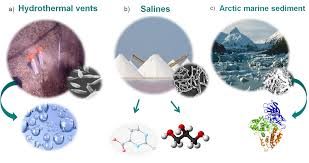 a) Hydrothermal vents
b) Salines
c) Arctic marine sediment